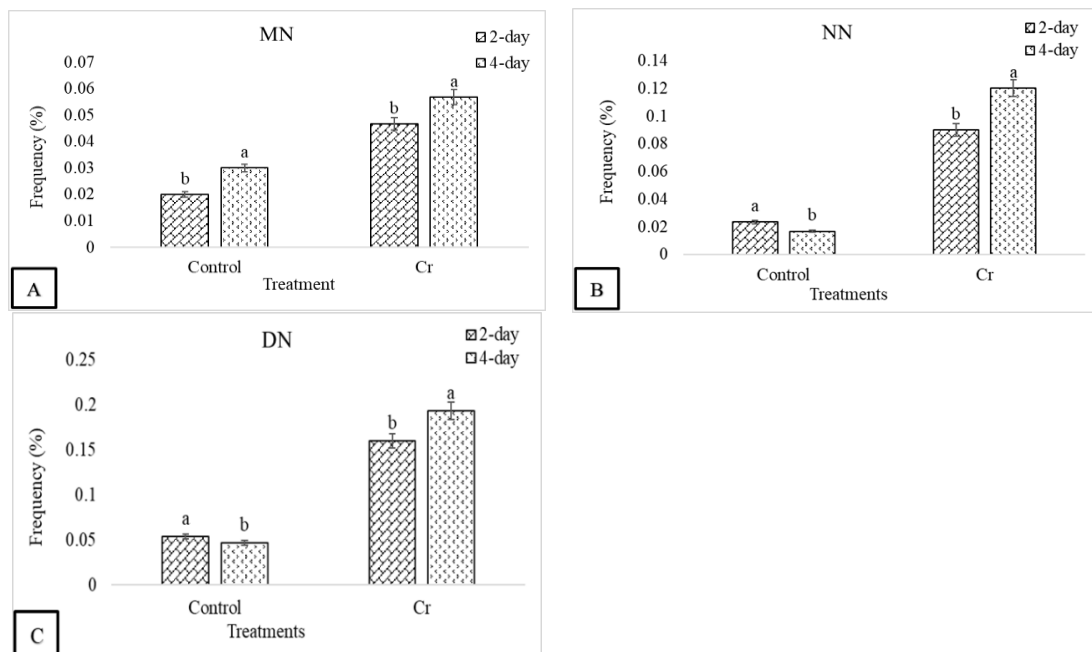 MN
2-day
4-day
Frequency (%)
0.07
0.06
0.05
0.04
0.03
0.02
0.01
0
b
a
b
a
Control
Cr
Treatment
A
NN
2-day
4-day
Frequency (%)
0.14
0.12
0.1
0.08
0.06
0.04
0.02
0
a
b
b
a
Control
Cr
Treatments
B
DN
2-day
4-day
Frequency (%)
0.25
0.2
0.15
0.1
0.05
0
a
b
b
a
Control
Cr
Treatments
C